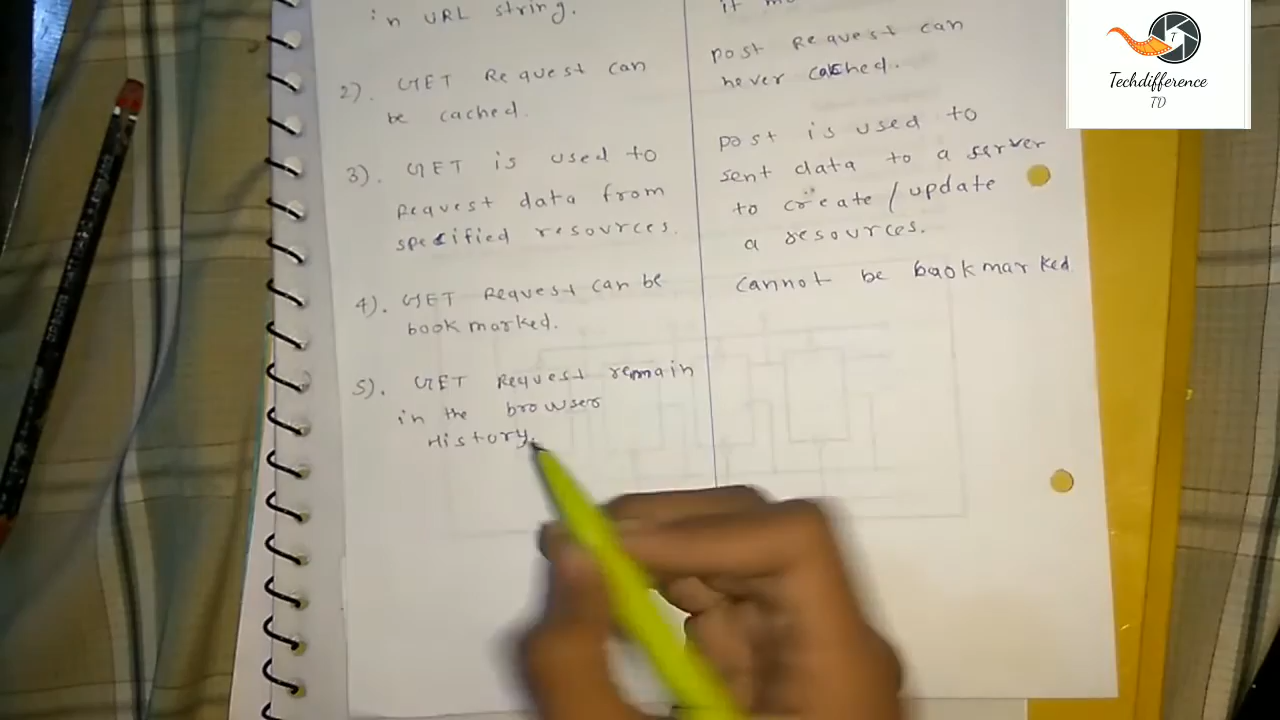 in URL string.
2). GET Request can
be cached.
3). GET is used to
Request data from
specified resources.
4). GET Request can be
bookmarked.
5). GET Request remain
in the browser
History.
it
post Request can
never cached.
post is used to
sent data to a server
to create/update
a resources.
cannot be bookmarked
Techdifference
TD